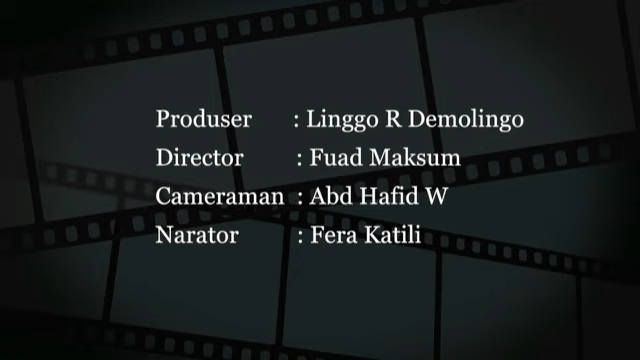 Produser : Linggo R Demolingo
Director : Fuad Maksum
Cameraman : Abd Hafid W
Narator : Fera Katili